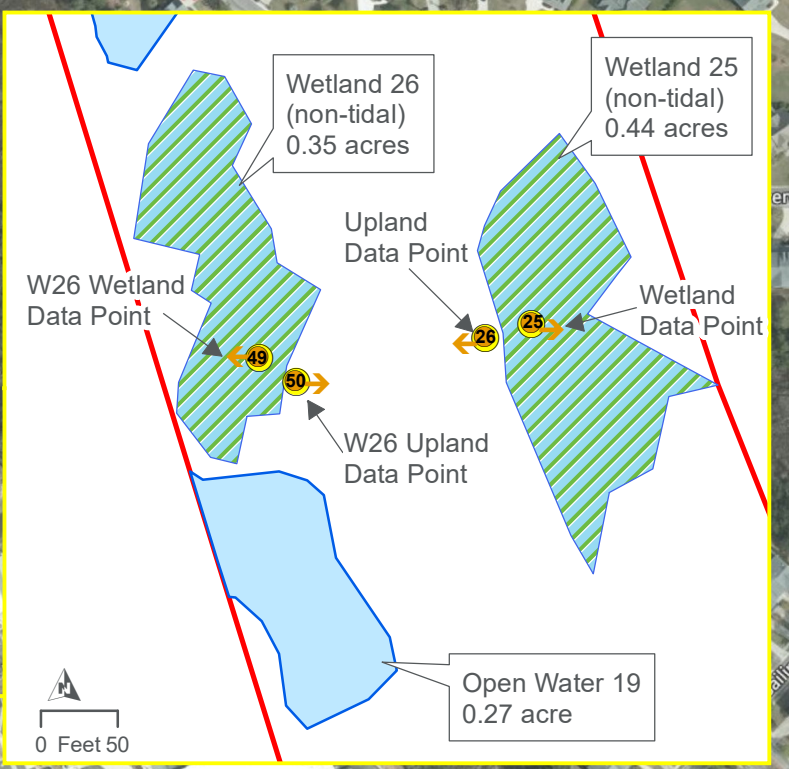 Wetland 26
(non-tidal)
0.35 acres
Wetland 25
(non-tidal)
0.44 acres
Upland
Data Point
W26 Wetland
Data Point
Wetland
Data Point
25
26
49
50
W26 Upland
Data Point
Open Water 19
0.27 acre
N
0 Feet 50